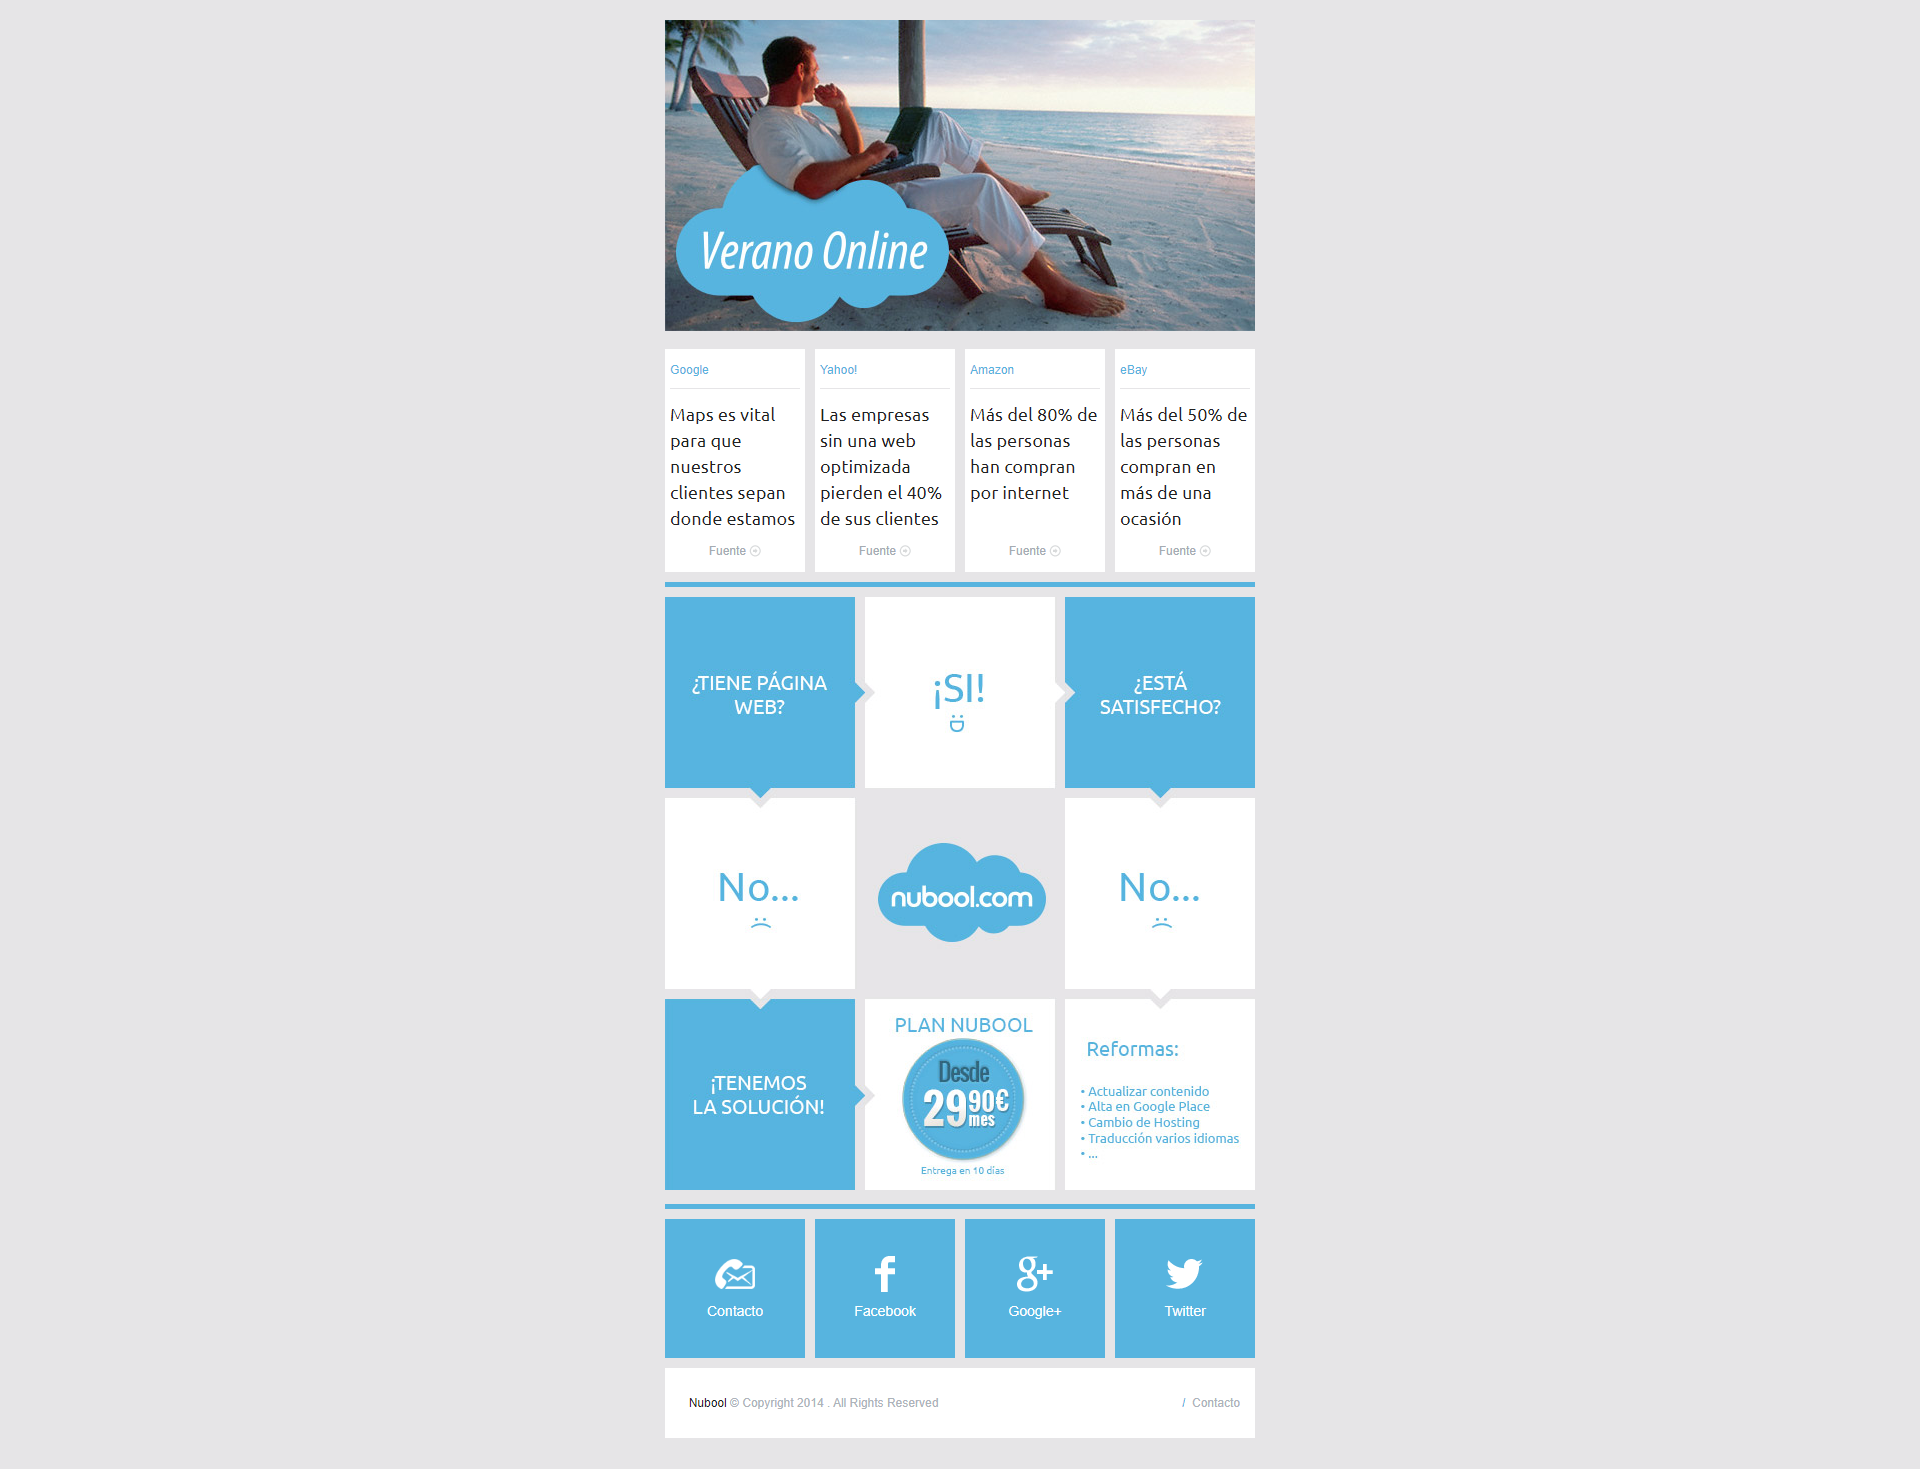 Verano Online
Google
Maps es vital
para que
nuestros
clientes sepan
donde estamos
Fuente
Yahoo!
Las empresas
sin una web
optimizada
pierden el 40%
de sus clientes
Fuente
Amazon
Más del 80% de
las personas
han compran
por internet
Fuente
eBay
Más del 50% de
las personas
compran en
más de una
ocasión
Fuente
¿TIENE PÁGINA
WEB?
¡SI!
¿ESTÁ
SATISFECHO?
No...
nubool.com
No...
¡TENEMOS
LA SOLUCIÓN!
PLAN NUBOOL
Desde
29 90€
mes
Entrega en 10 días
Reformas:
• Actualizar contenido
• Alta en Google Place
• Cambio de Hosting
• Traducción varios idiomas
• ...
Contacto
Facebook
g+
Google+
Twitter
Nubool © Copyright 2014 . All Rights Reserved
/ Contacto